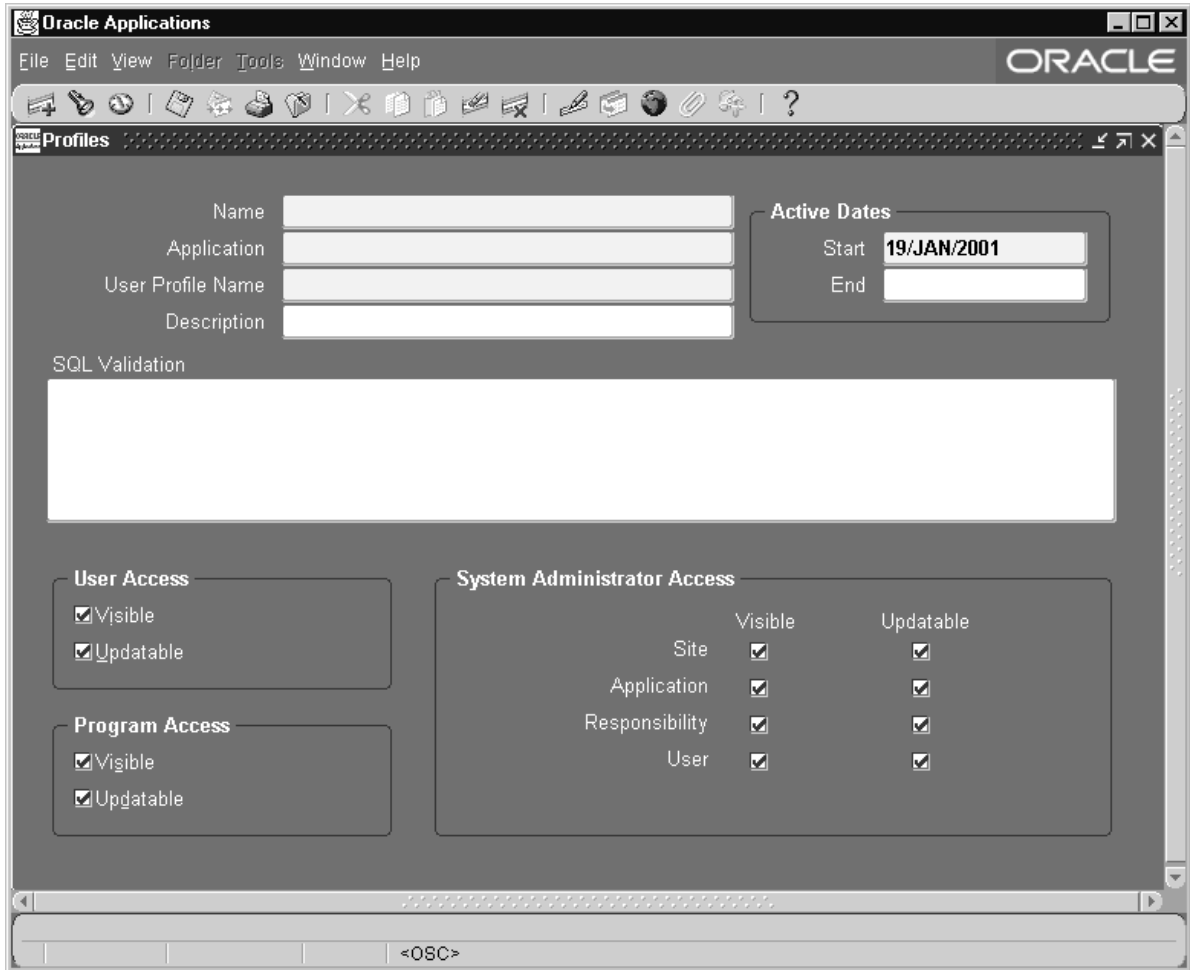 Oracle Applications
File Edit View Folder Tools Window Help
ORACLE
Profiles
Name
Application
User Profile Name
Description
Active Dates
Start 19/JAN/2001
End
SQL Validation
User Access
Visible
Updatable
Program Access
Visible
Updatable
System Administrator Access
Visible Updatable
Site
Application
Responsibility
User
<OSC>